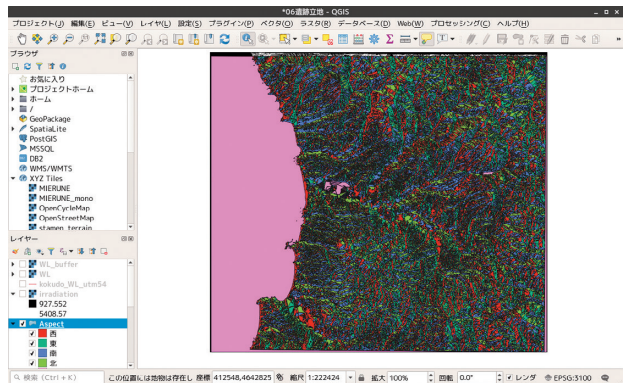 *06遺跡立地 — QGIS
プロジェクト(J) 編集(E) ビュー(V) レイヤ(L) 設定(S) プラグイン(P) ベクタ(O) ラスタ(R) データベース(D) Web(W) プロセッシング(C) ヘルプ(H)
ブラウザ
お気に入り
プロジェクトホーム
ホーム
/
GeoPackage
SpatiaLite
PostGIS
MSSQL
DB2
WMS/WMTS
XYZ Tiles
MIERUNE
MIERUNE_mono
OpenCycleMap
OpenStreetMap
stamen_terrain
レイヤー
WL_buffer
WL
kokudo_WL_utm54
irradiation
927.552
5408.57
Aspect
西
東
南
北
検索 (Ctrl + K) この位置には地物は存在し 座標 412548,4642825 縮尺 1:222424 拡大 100% 回転 0.0° レンダ EPSG:3100